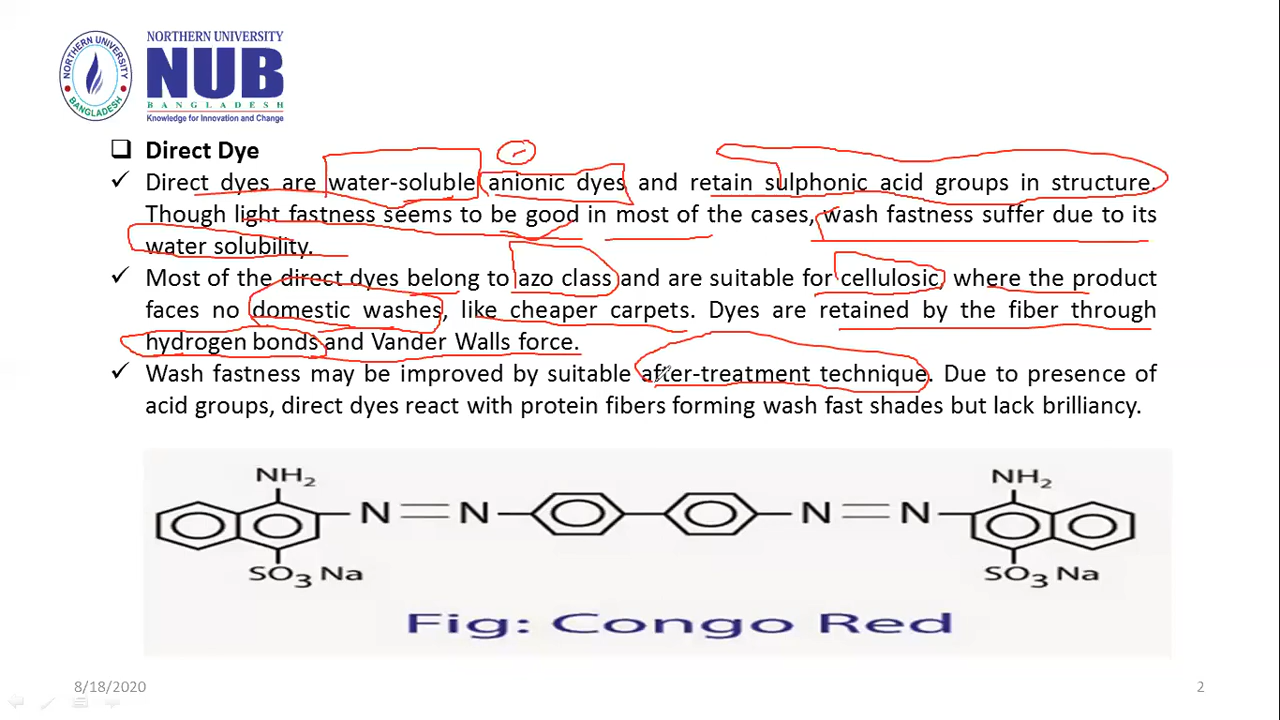 NORTHERN UNIVERSITY
NUB
BANGLADESH
Knowledge for Innovation and Change
NORTHERN UNIVERSITY
BANGLADESH
❑ Direct Dye
✓ Direct dyes are water-soluble anionic dyes and retain sulphonic acid groups in structure.
Though light fastness seems to be good in most of the cases, wash fastness suffer due to its
water solubility.
✓ Most of the direct dyes belong to azo class and are suitable for cellulosic, where the product
faces no domestic washes, like cheaper carpets. Dyes are retained by the fiber through
hydrogen bonds and Vander Walls force.
✓ Wash fastness may be improved by suitable after-treatment technique. Due to presence of
acid groups, direct dyes react with protein fibers forming wash fast shades but lack brilliancy.
NH₂ NH₂
N=N N=N
SO₃Na SO₃Na
Fig: Congo Red
8/18/2020 2